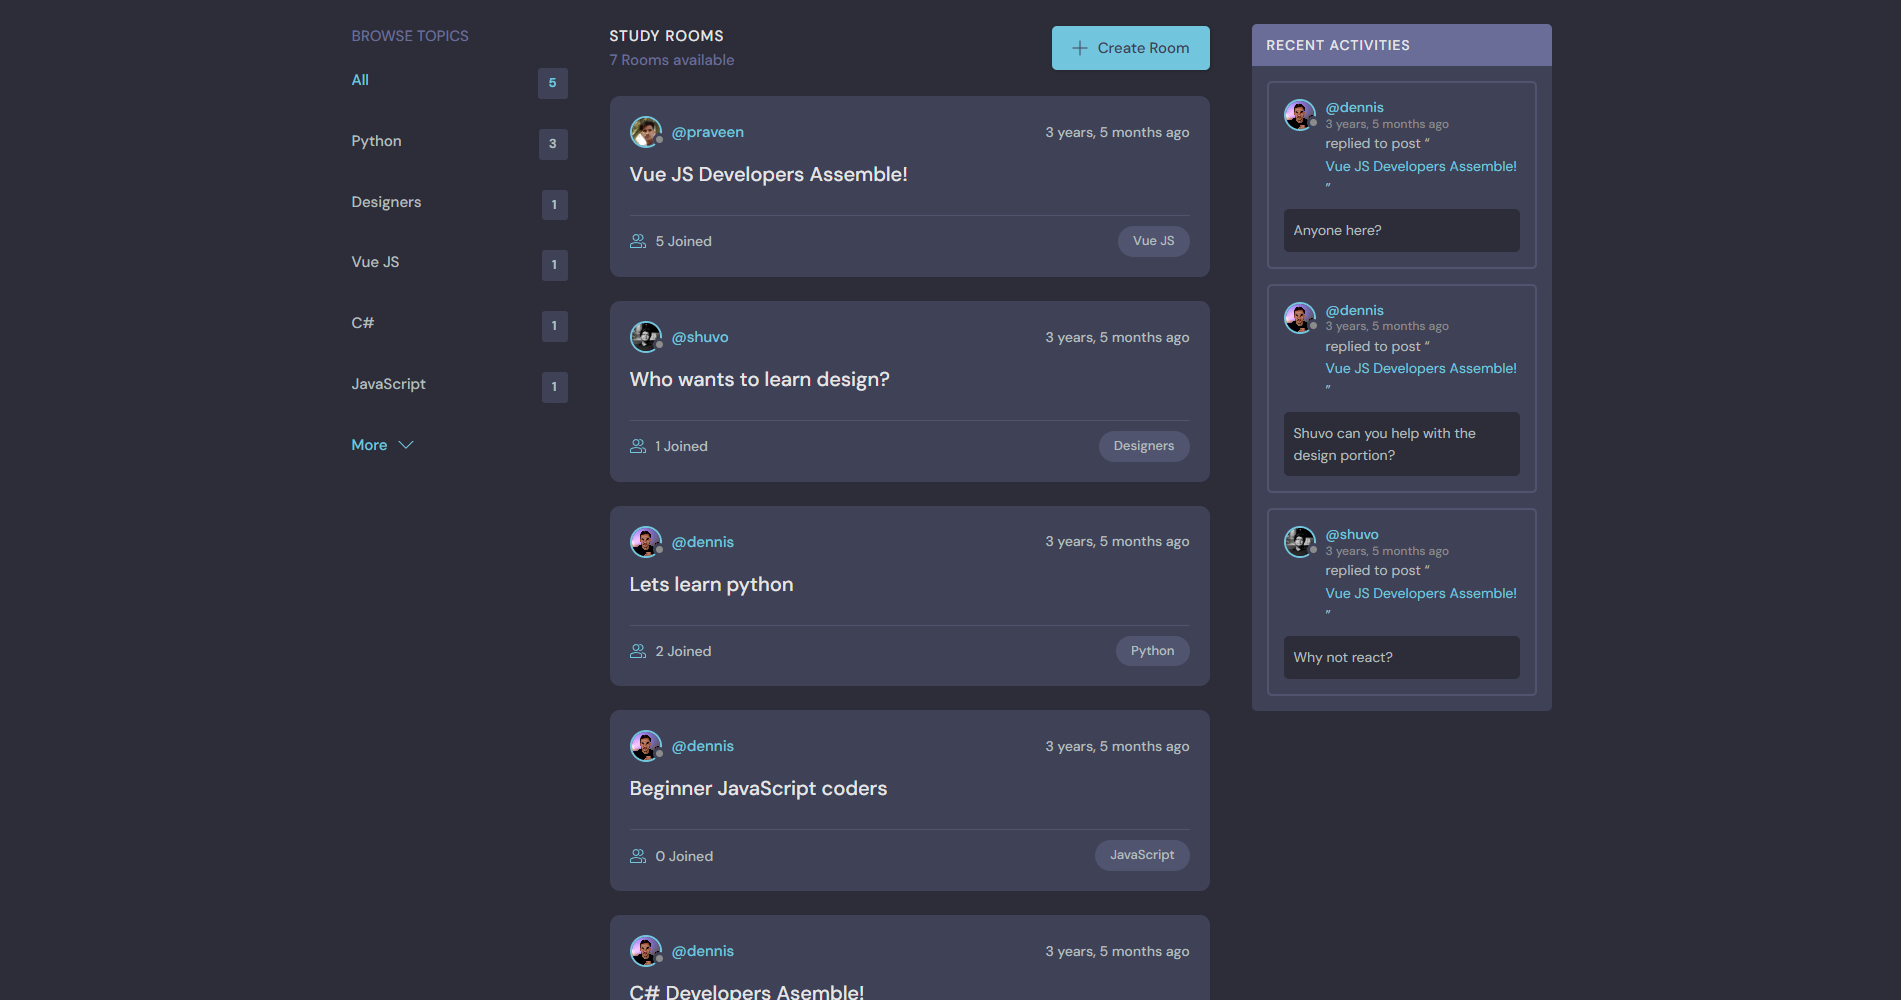 BROWSE TOPICS
All 5
Python 3
Designers 1
Vue JS 1
C# 1
JavaScript 1
More
STUDY ROOMS
7 Rooms available
Create Room
@praveen 3 years, 5 months ago
Vue JS Developers Assemble!
5 Joined Vue JS
@shuvo 3 years, 5 months ago
Who wants to learn design?
1 Joined Designers
@dennis 3 years, 5 months ago
Lets learn python
2 Joined Python
@dennis 3 years, 5 months ago
Beginner JavaScript coders
0 Joined JavaScript
@dennis 3 years, 5 months ago
C# Developers Asemble!
RECENT ACTIVITIES
@dennis
3 years, 5 months ago
replied to post “
Vue JS Developers Assemble!
”
Anyone here?
@dennis
3 years, 5 months ago
replied to post “
Vue JS Developers Assemble!
”
Shuvo can you help with the
design portion?
@shuvo
3 years, 5 months ago
replied to post “
Vue JS Developers Assemble!
”
Why not react?